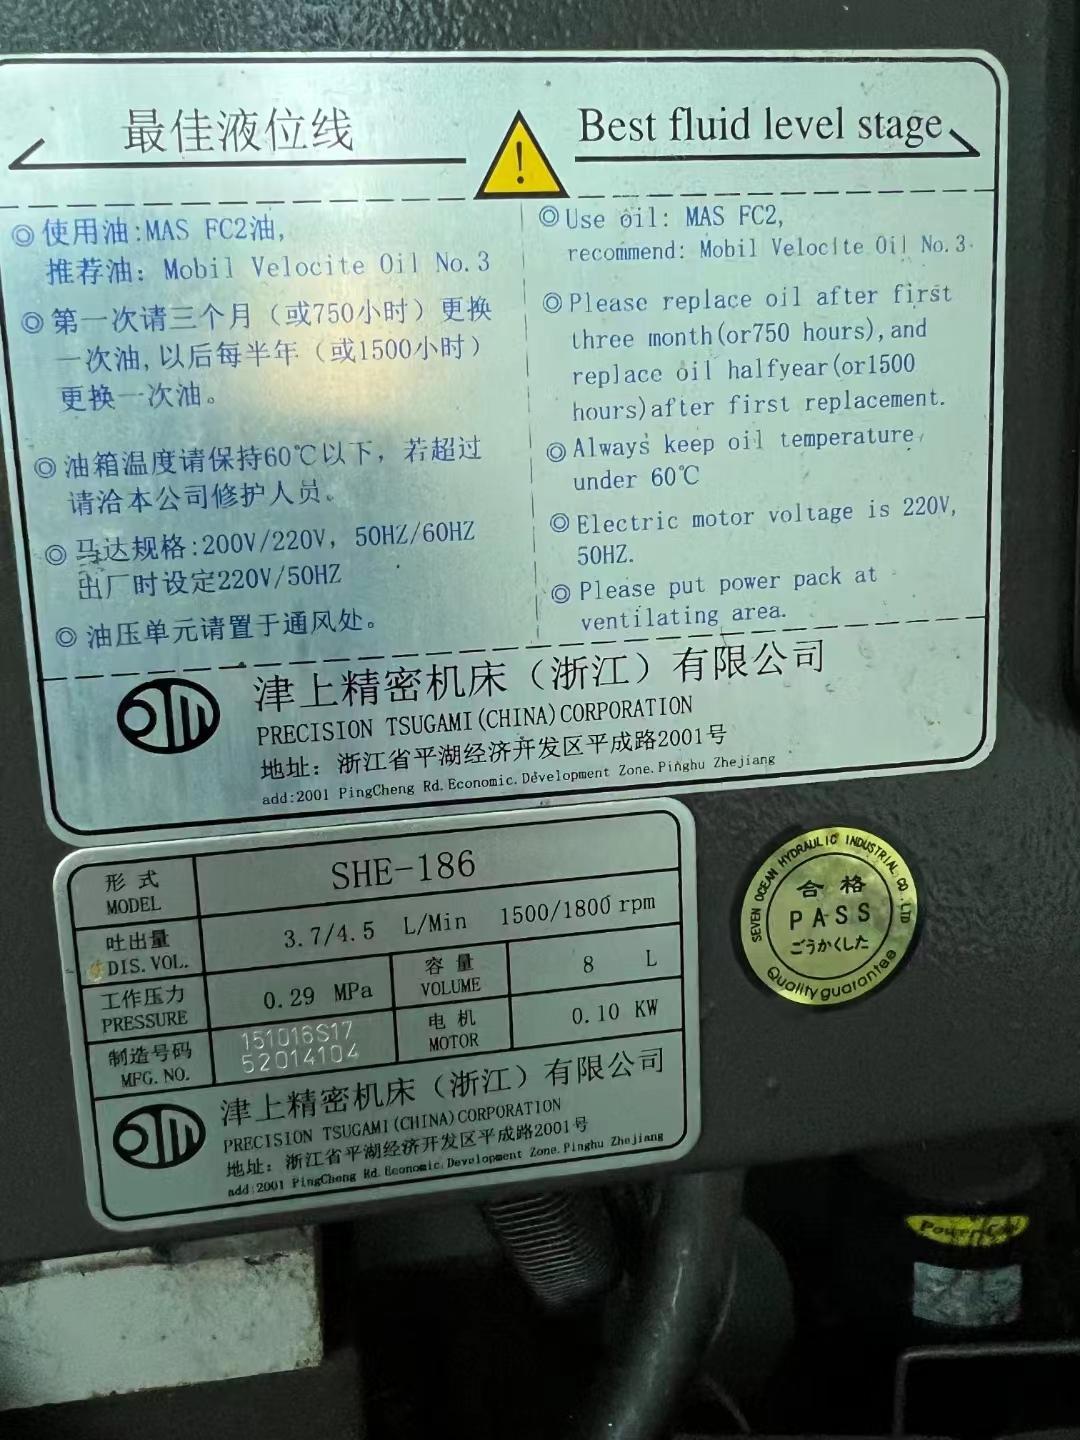 最佳液位线
Best fluid level stage
◎使用油:MAS FC2油,
推荐油: Mobil Velocite Oil No.3
◎第一次请三个月（或750小时）更换
一次油,以后每半年（或1500小时）
更换一次油。
◎油箱温度请保持60℃以下，若超过
请洽本公司修护人员。
◎马达规格:200V/220V, 50HZ/60HZ
出厂时设定220V/50HZ
◎油压单元请置于通风处。
◎Use oil: MAS FC2,
recommend: Mobil Velocite Oil No.3
◎Please replace oil after first
three month(or750 hours),and
replace oil halfyear(or1500
hours)after first replacement.
◎Always keep oil temperature
under 60℃
◎Electric motor voltage is 220V,
50HZ.
◎Please put power pack at
ventilating area.
津上精密机床（浙江）有限公司
PRECISION TSUGAMI(CHINA)CORPORATION
地址: 浙江省平湖经济开发区平成路2001号
add:2001 PingCheng Rd.Economic.Development Zone.Pinghu Zhejiang
形式 SHE-186
MODEL
吐出量 3.7/4.5 L/Min 1500/1800 rpm
DIS.VOL.
工作压力 0.29 MPa 容量 8 L
PRESSURE VOLUME
制造号码 151016S17 电机 0.10 KW
MFG.NO. 52014104 MOTOR
津上精密机床（浙江）有限公司
PRECISION TSUGAMI(CHINA)CORPORATION
地址: 浙江省平湖经济开发区平成路2001号
add:2001 PingCheng Rd.Economic.Development Zone.Pinghu Zhejiang
SEVEN OCEAN HYDRAULIC INDUSTRIAL CO.,LTD
合格
PASS
ごうかくした
Quality guarantee